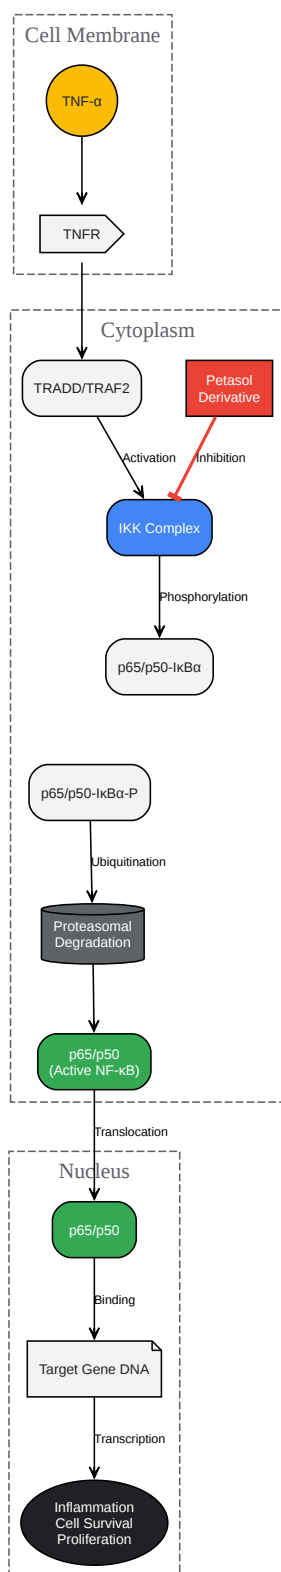 Cell Membrane
TNF-α
TNFR
Cytoplasm
TRADD/TRAF2
Petasol
Derivative
Activation
Inhibition
IKK Complex
Phosphorylation
p65/p50-IκBα
p65/p50-IκBα-P
Ubiquitination
Proteasomal
Degradation
p65/p50
(Active NF-κB)
Translocation
Nucleus
p65/p50
Binding
Target Gene DNA
Transcription
Inflammation
Cell Survival
Proliferation